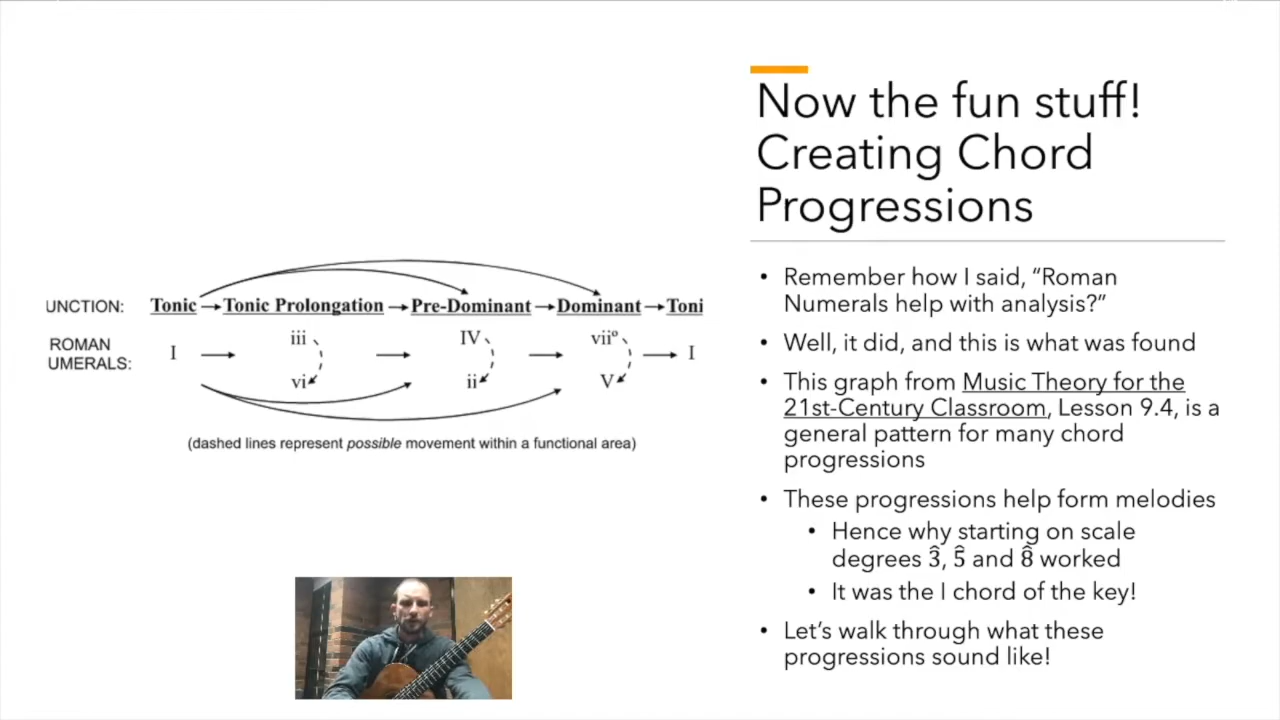 Now the fun stuff!
Creating Chord
Progressions
UNCTION: Tonic → Tonic Prolongation → Pre-Dominant → Dominant → Toni
ROMAN
UMERALS:
I → iii → IV → vii° → I
vi ii V
(dashed lines represent possible movement within a functional area)
• Remember how I said, “Roman
Numerals help with analysis?”
• Well, it did, and this is what was found
• This graph from Music Theory for the
21st-Century Classroom, Lesson 9.4, is a
general pattern for many chord
progressions
• These progressions help form melodies
• Hence why starting on scale
degrees 3̂, 5̂ and 8̂ worked
• It was the I chord of the key!
• Let’s walk through what these
progressions sound like!